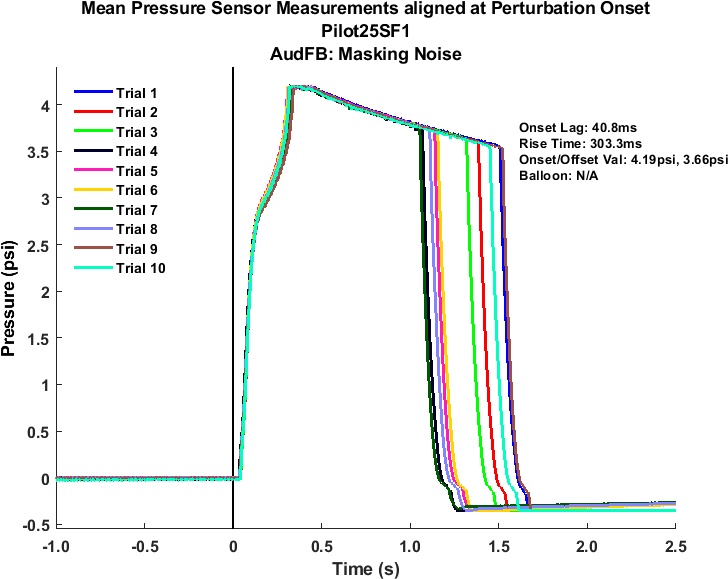 Mean Pressure Sensor Measurements aligned at Perturbation Onset
Pilot25SF1
AudFB: Masking Noise
Trial 1
Trial 2
Trial 3
Trial 4
Trial 5
Trial 6
Trial 7
Trial 8
Trial 9
Trial 10
Onset Lag: 40.8ms
Rise Time: 303.3ms
Onset/Offset Val: 4.19psi, 3.66psi
Balloon: N/A
Pressure (psi)
4
3.5
3
2.5
2
1.5
1
0.5
0
-0.5
-1.0
-0.5
0
0.5
1.0
1.5
2.0
2.5
Time (s)